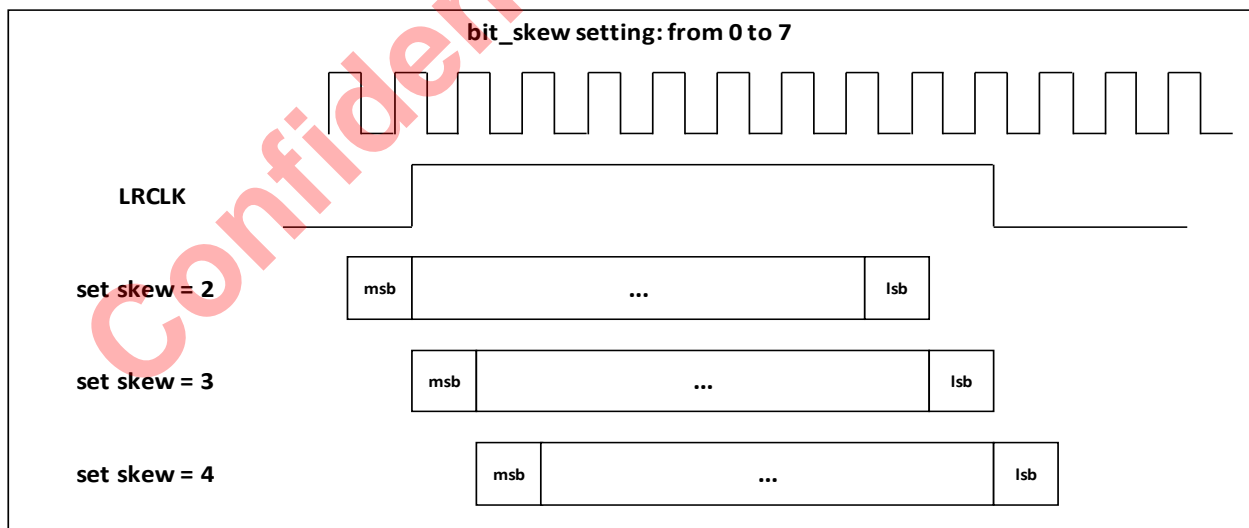 bit_skew setting: from 0 to 7
LRCLK
set skew = 2
msb
...
lsb
set skew = 3
msb
...
lsb
set skew = 4
msb
...
lsb
Confiden